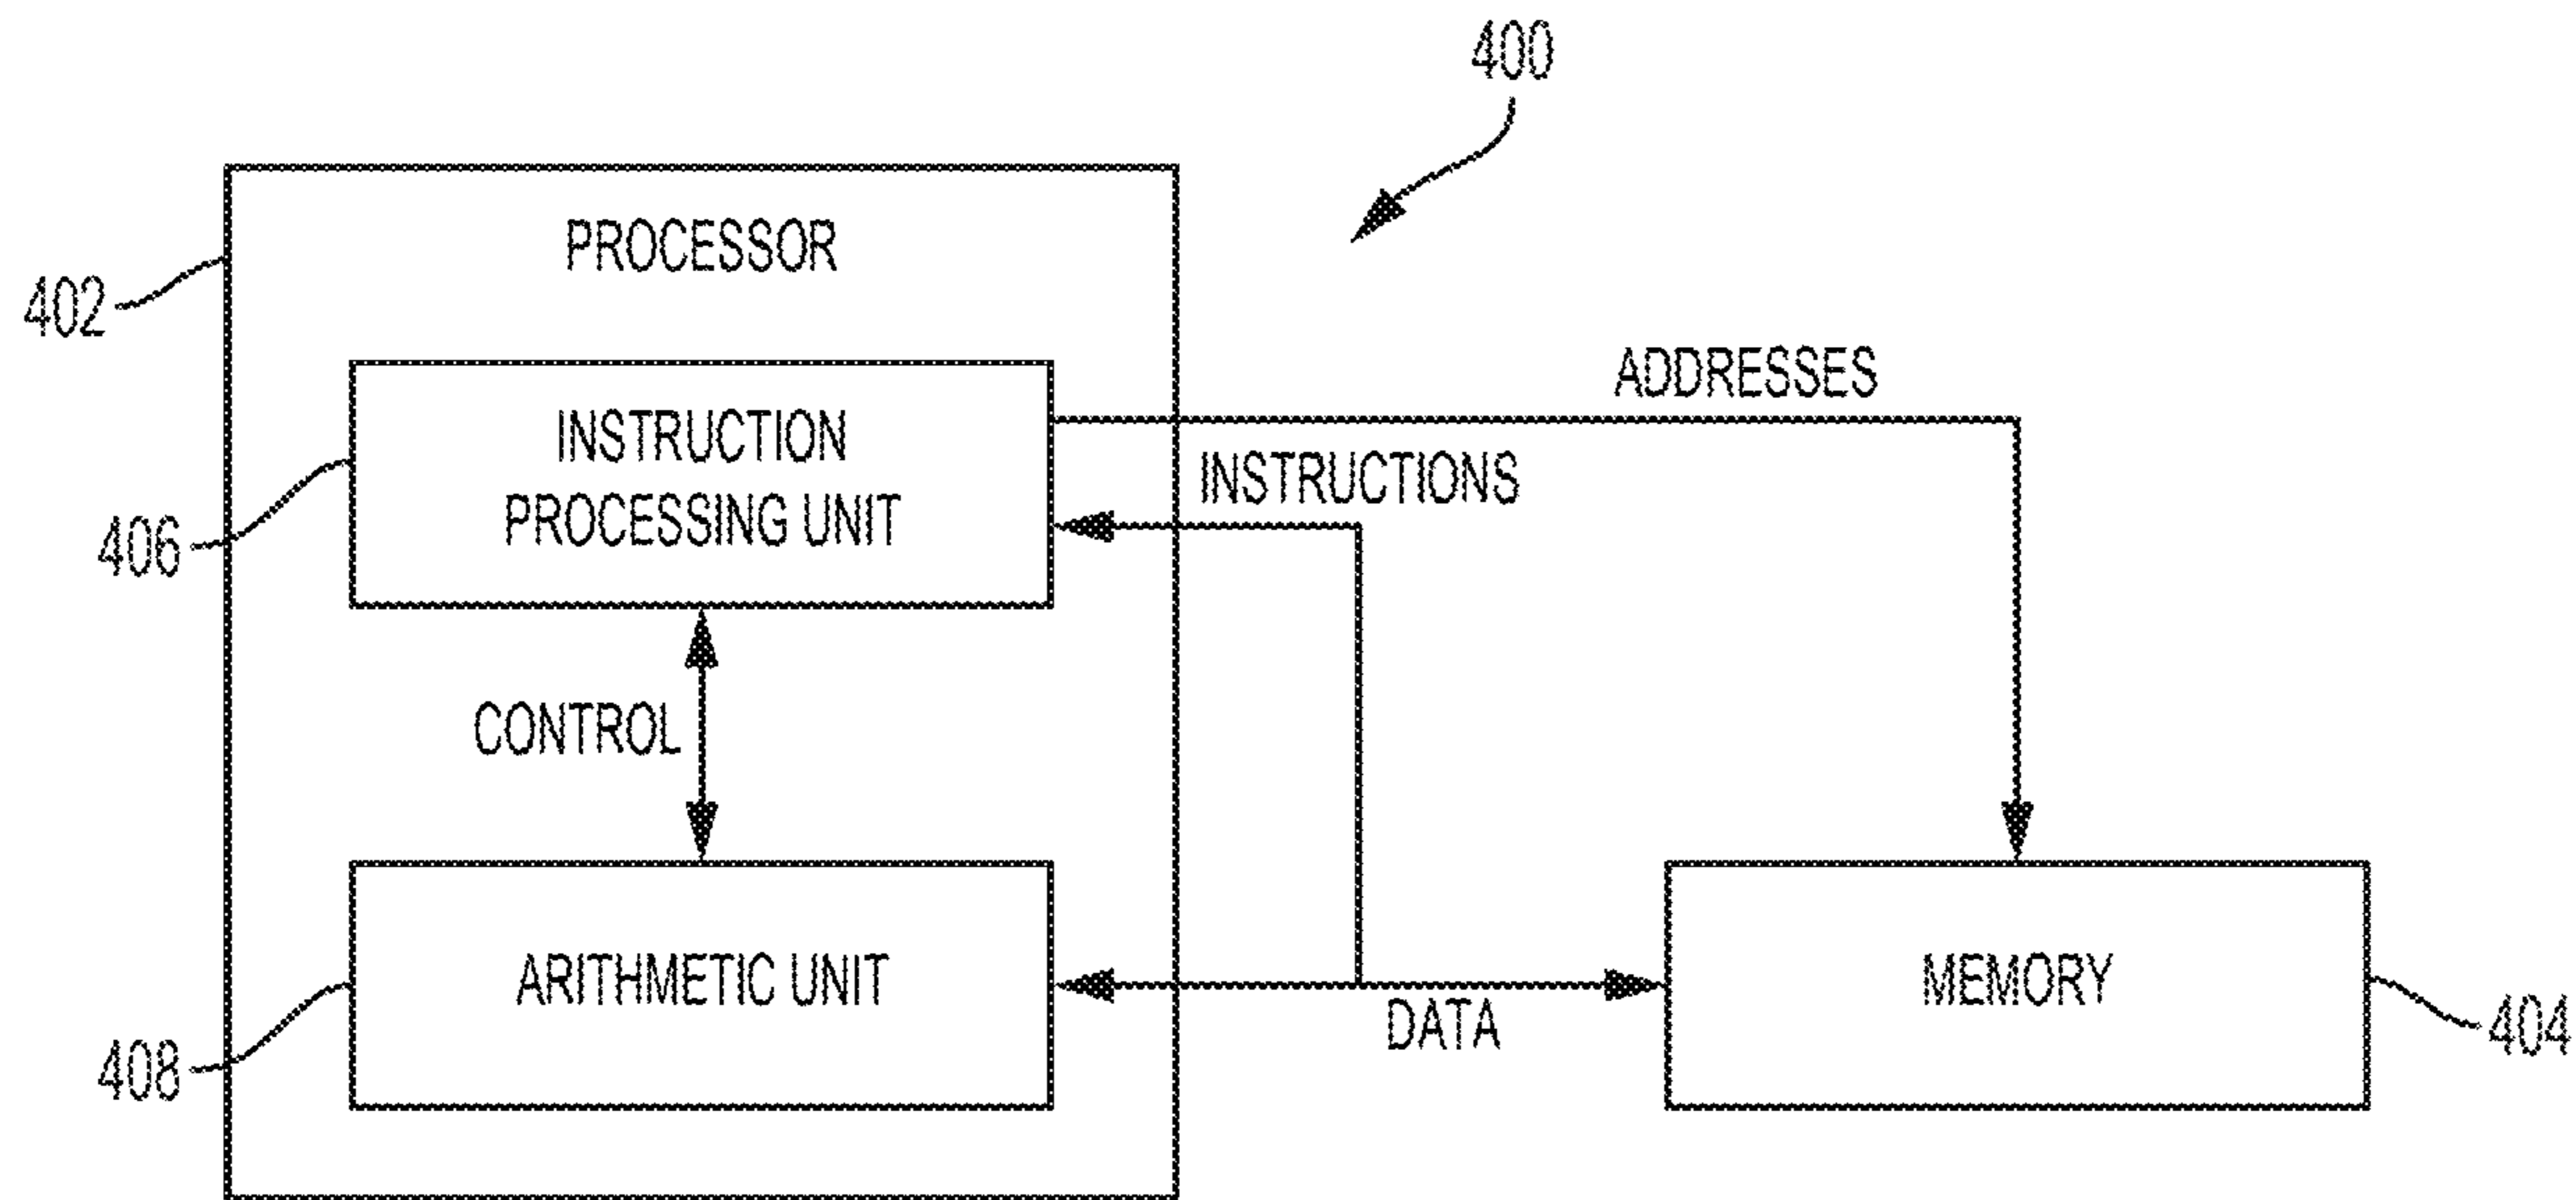 400
PROCESSOR
402
ADDRESSES
INSTRUCTION
PROCESSING UNIT
INSTRUCTIONS
406
CONTROL
ARITHMETIC UNIT
MEMORY
DATA
404
408